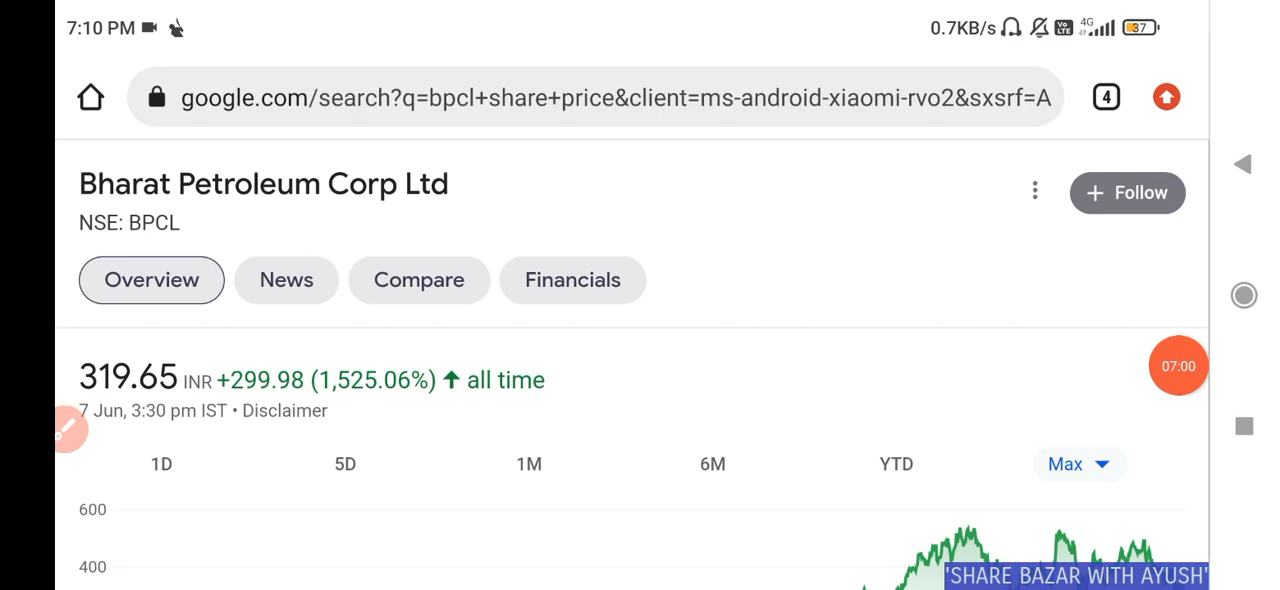 7:10 PM
0.7KB/s
Vo LTE
4G
37
google.com/search?q=bpcl+share+price&client=ms-android-xiaomi-rvo2&sxsrf=A
4
Bharat Petroleum Corp Ltd
+ Follow
NSE: BPCL
Overview
News
Compare
Financials
319.65 INR +299.98 (1,525.06%) ↑ all time
07:00
7 Jun, 3:30 pm IST • Disclaimer
1D
5D
1M
6M
YTD
Max
600
400
'SHARE BAZAR WITH AYUSH'